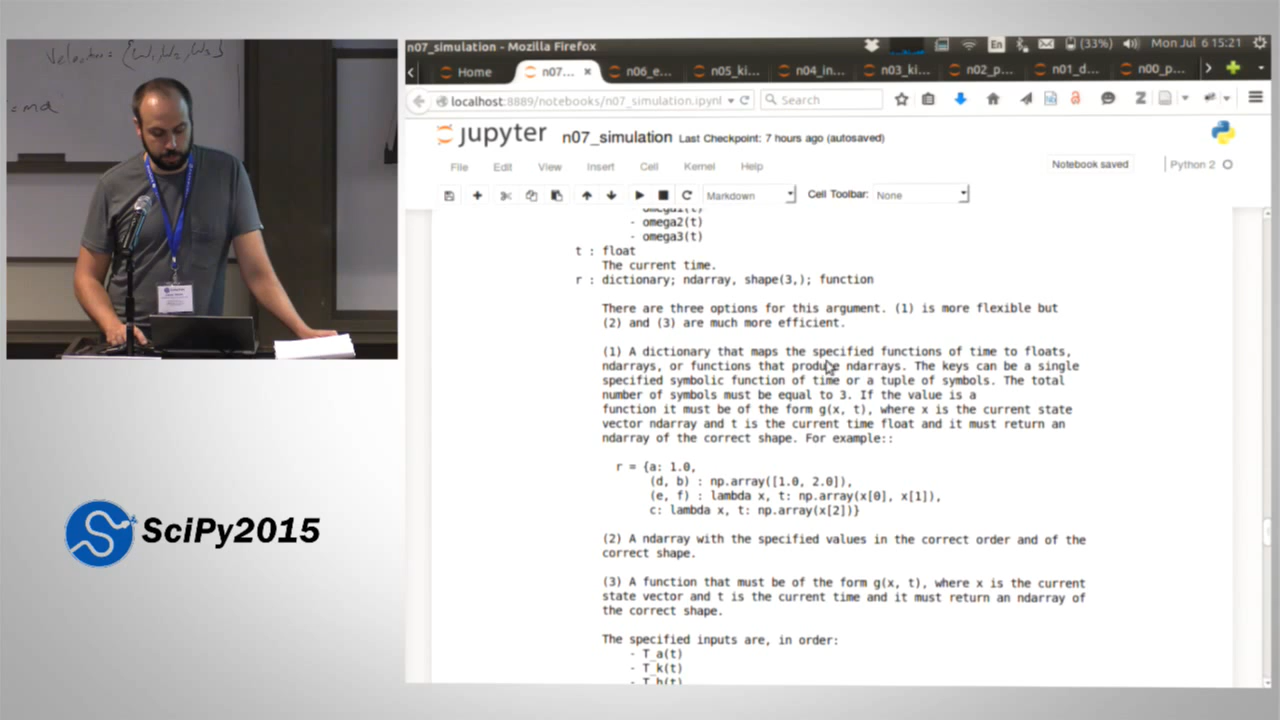 Velocities = {w1, w2, w3}
= ma
n07_simulation - Mozilla Firefox
En
(33%)
Mon Jul 6 15:21
Home
n07...
n06_e...
n05_ki...
n04_in...
n03_ki...
n02_p...
n01_d...
n00_p...
localhost:8889/notebooks/n07_simulation.ipynl
Search
jupyter n07_simulation Last Checkpoint: 7 hours ago (autosaved)
File Edit View Insert Cell Kernel Help
Notebook saved
Python 2
Markdown
Cell Toolbar: None
- omega1(t)
- omega2(t)
- omega3(t)
t : float
The current time.
r : dictionary; ndarray, shape(3,); function
There are three options for this argument. (1) is more flexible but
(2) and (3) are much more efficient.
(1) A dictionary that maps the specified functions of time to floats,
ndarrays, or functions that produce ndarrays. The keys can be a single
specified symbolic function of time or a tuple of symbols. The total
number of symbols must be equal to 3. If the value is a
function it must be of the form g(x, t), where x is the current state
vector ndarray and t is the current time float and it must return an
ndarray of the correct shape. For example::
r = {a: 1.0,
(d, b) : np.array([1.0, 2.0]),
(e, f) : lambda x, t: np.array(x[0], x[1]),
c: lambda x, t: np.array(x[2])}
(2) A ndarray with the specified values in the correct order and of the
correct shape.
(3) A function that must be of the form g(x, t), where x is the current
state vector and t is the current time and it must return an ndarray of
the correct shape.
The specified inputs are, in order:
- T_a(t)
- T_k(t)
- T_h(t)
SciPy2015